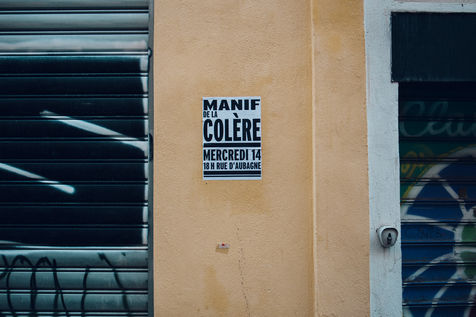 MANIF
DE LA
COLÈRE
MERCREDI 14
18 H RUE D'AUBAGNE